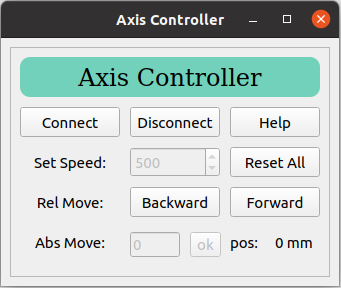 Axis Controller
Axis Controller
Connect Disconnect Help
Set Speed: 500 Reset All
Rel Move: Backward Forward
Abs Move: 0 ok pos: 0 mm